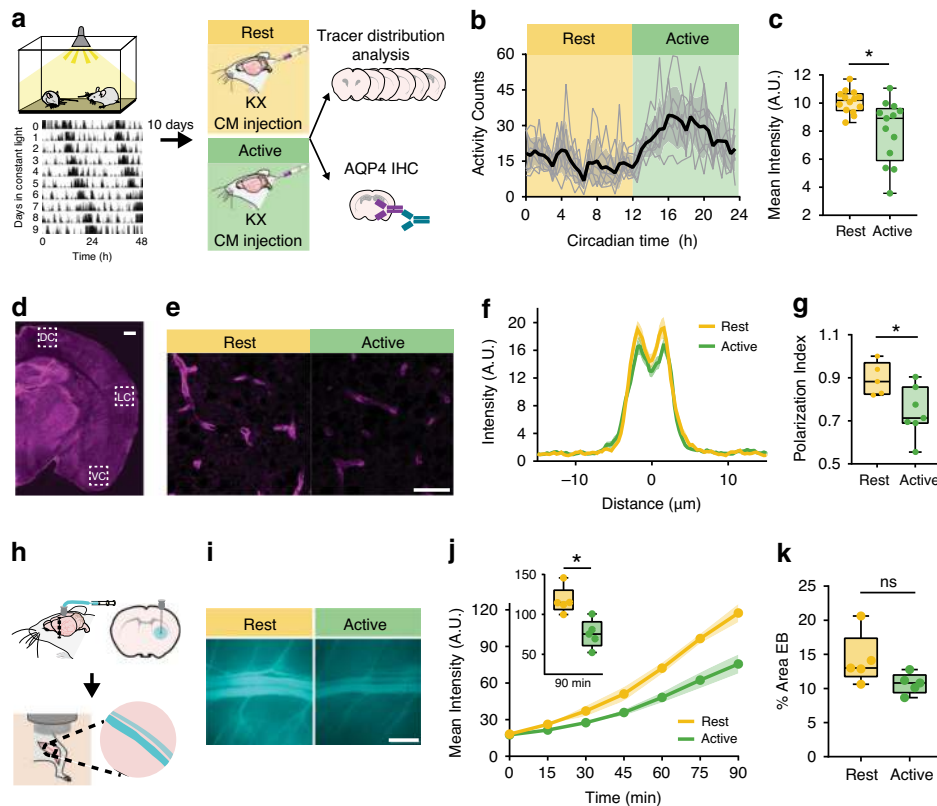 a
Rest
KX
CM injection
Active
KX
CM injection
10 days
Tracer distribution
analysis
AQP4 IHC
Days in constant light
0
1
2
3
4
5
6
7
8
9
0 24 48
Time (h)
b
Rest Active
Activity Counts
60
45
30
15
0
0 4 8 12 16 20 24
Circadian time (h)
c
*
Mean Intensity (A.U.)
12
10
8
6
4
2
Rest Active
d
DC
LC
VC
e
Rest Active
f
Intensity (A.U.)
20
16
12
8
4
0
Rest
Active
−10 0 10
Distance (μm)
g
*
Polarization Index
0.9
0.7
0.5
Rest Active
h
i
Rest Active
j
Mean Intensity (A.U.)
120
90
60
30
0
*
150
100
50
90 min
Rest
Active
0 15 30 45 60 75 90
Time (min)
k
ns
% Area EB
25
20
15
10
5
0
Rest Active